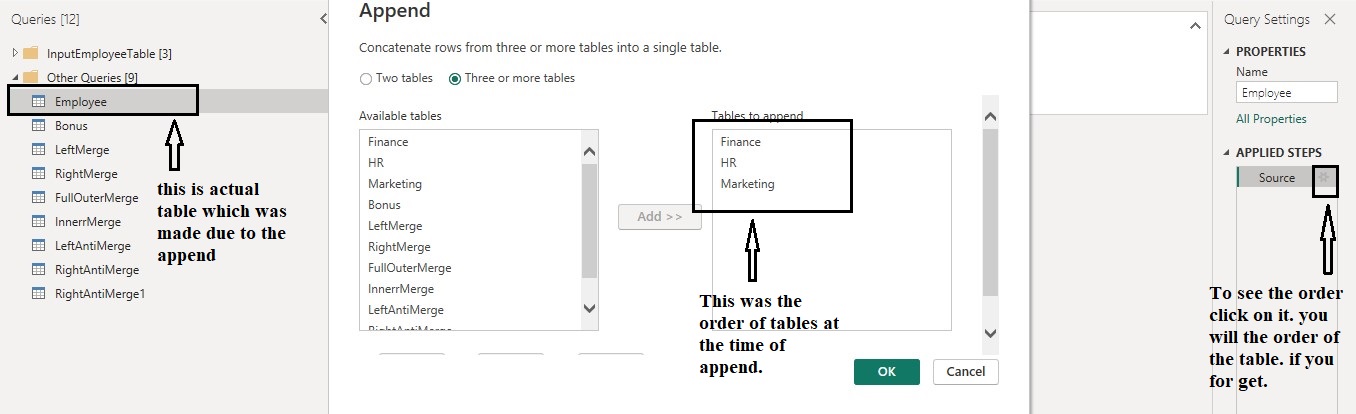 Queries [12]
InputEmployeeTable [3]
Other Queries [9]
Employee
Bonus
LeftMerge
RightMerge
FullOuterMerge
InnerrMerge
LeftAntiMerge
RightAntiMerge
RightAntiMerge1
this is actual
table which was
made due to the
append
Append
Concatenate rows from three or more tables into a single table.
Two tables
Three or more tables
Available tables
Finance
HR
Marketing
Bonus
LeftMerge
RightMerge
FullOuterMerge
InnerrMerge
LeftAntiMerge
RightAntiMerge
Add >>
Tables to append
Finance
HR
Marketing
This was the
order of tables at
the time of
append.
OK
Cancel
Query Settings
PROPERTIES
Name
Employee
All Properties
APPLIED STEPS
Source
To see the order
click on it. you
will the order of
the table. if you
for get.